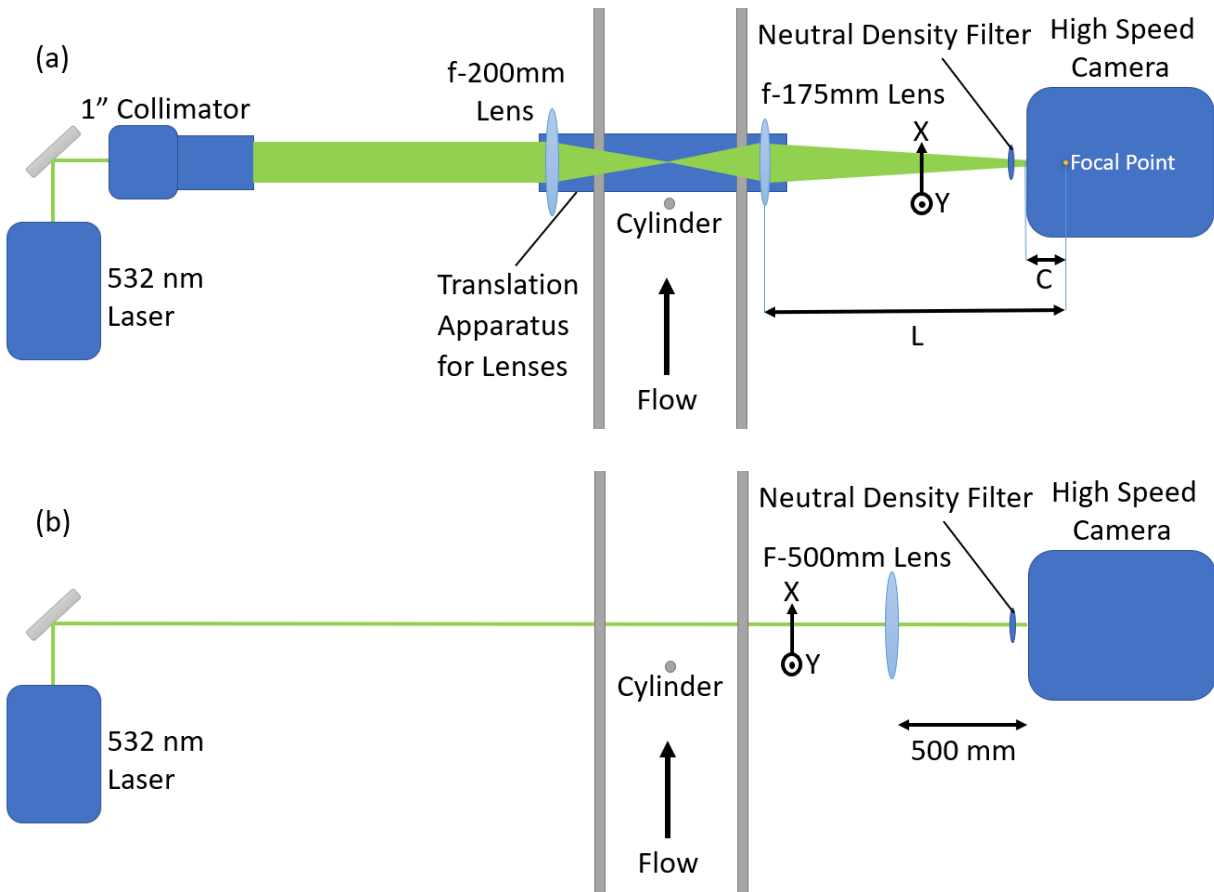 (a)
1” Collimator
532 nm
Laser
f-200mm
Lens
Translation
Apparatus
for Lenses
Cylinder
Flow
f-175mm Lens
Neutral Density Filter
High Speed
Camera
X
Y
Focal Point
C
L
(b)
532 nm
Laser
Cylinder
Flow
Neutral Density Filter
High Speed
Camera
F-500mm Lens
X
Y
500 mm